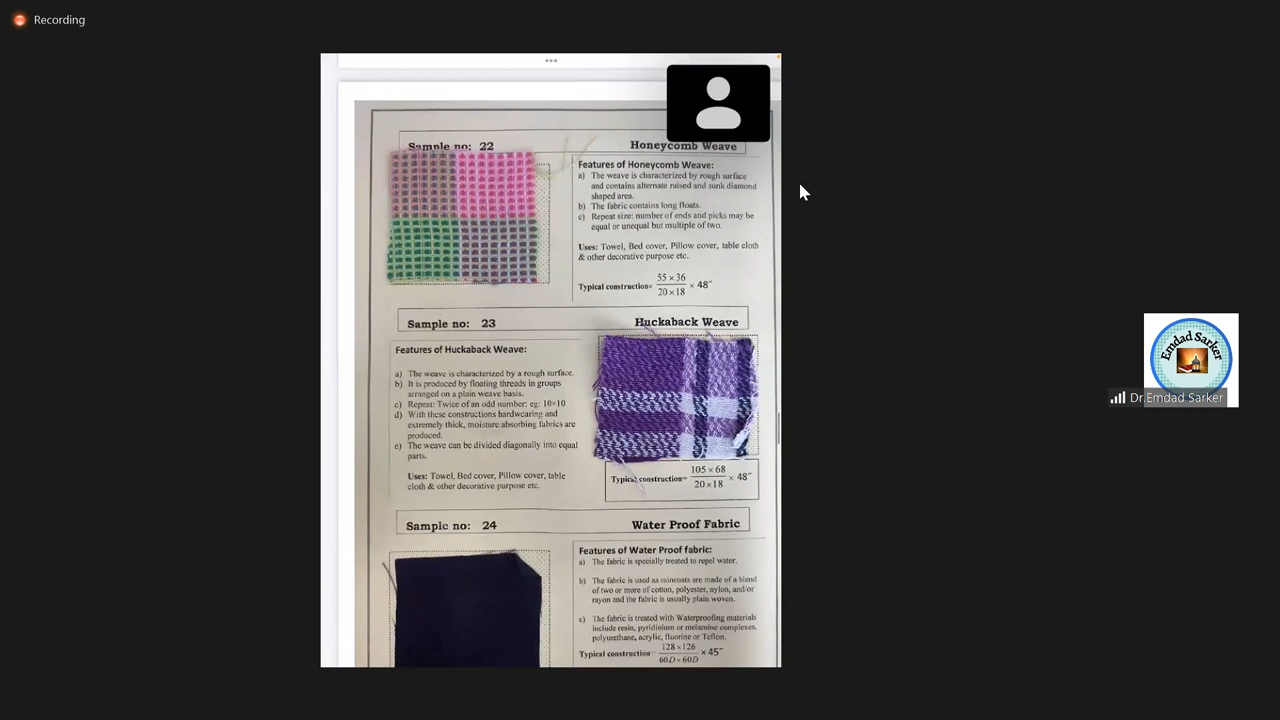 Recording
Sample no: 22
Honeycomb Weave
Features of Honeycomb Weave:
a) The weave is characterized by rough surface
and contains alternate raised and sunk diamond
shaped area.
b) The fabric contains long floats.
c) Repeat size: number of ends and picks may be
equal or unequal but multiple of two.
Uses: Towel, Bed cover, Pillow cover, table cloth
& other decorative purpose etc.
Typical construction= 55 × 36 / 20 × 18 × 48"
Sample no: 23
Huckaback Weave
Features of Huckaback Weave:
a) The weave is characterized by a rough surface.
b) It is produced by floating threads in groups
arranged on a plain weave basis.
c) Repeat: Twice of an odd number: eg: 10×10
d) With these constructions hardwearing and
extremely thick, moisture absorbing fabrics are
produced.
e) The weave can be divided diagonally into equal
parts.
Uses: Towel, Bed cover, Pillow cover, table
cloth & other decorative purpose etc.
Typical construction= 105 × 68 / 20 × 18 × 48"
Sample no: 24
Water Proof Fabric
Features of Water Proof fabric:
a) The fabric is specially treated to repel water.
b) The fabric is used as raincoats are made of a blend
of two or more of cotton, polyester, nylon, and/or
rayon and the fabric is usually plain woven.
c) The fabric is treated with Waterproofing materials
include resin, pyridinium or melamine complexes,
polyurethane, acrylic, fluorine or Teflon.
Typical construction= 128 × 126 / 60D × 60D × 45"
Emdad Sarker
Dr.Emdad Sarker